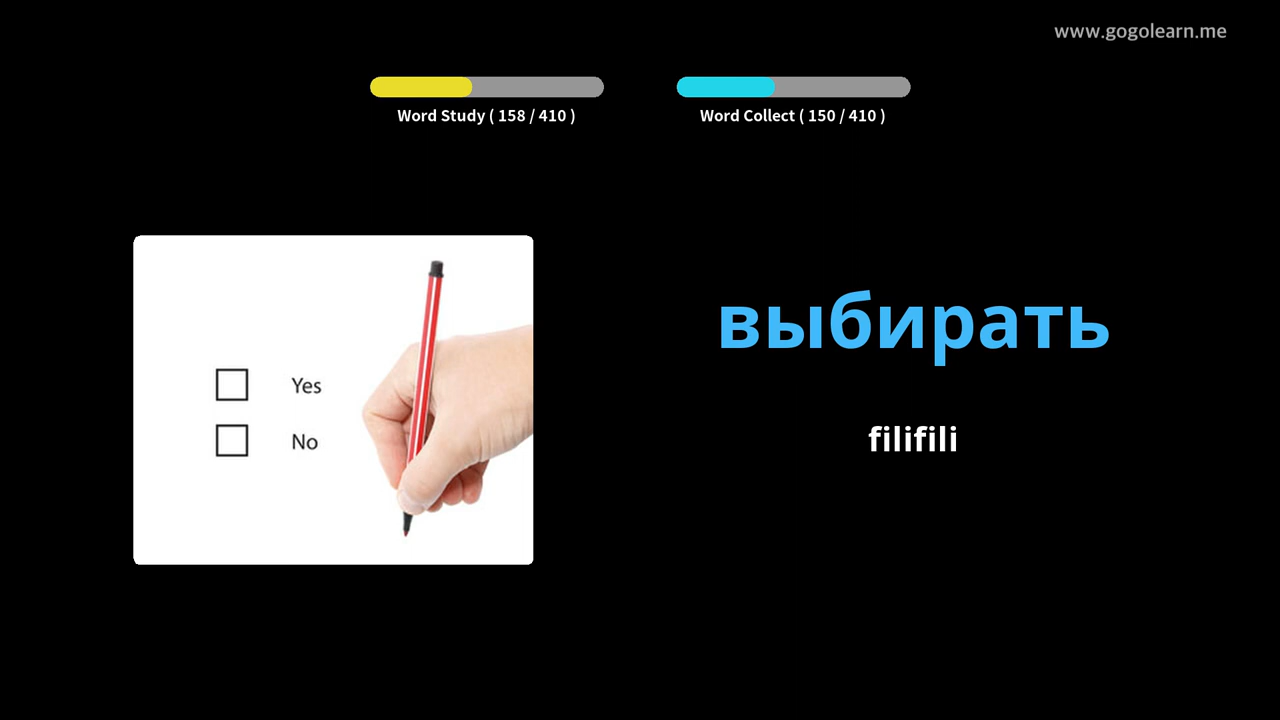 www.gogolearn.me
Word Study ( 158 / 410 )
Word Collect ( 150 / 410 )
Yes
No
выбирать
filifili